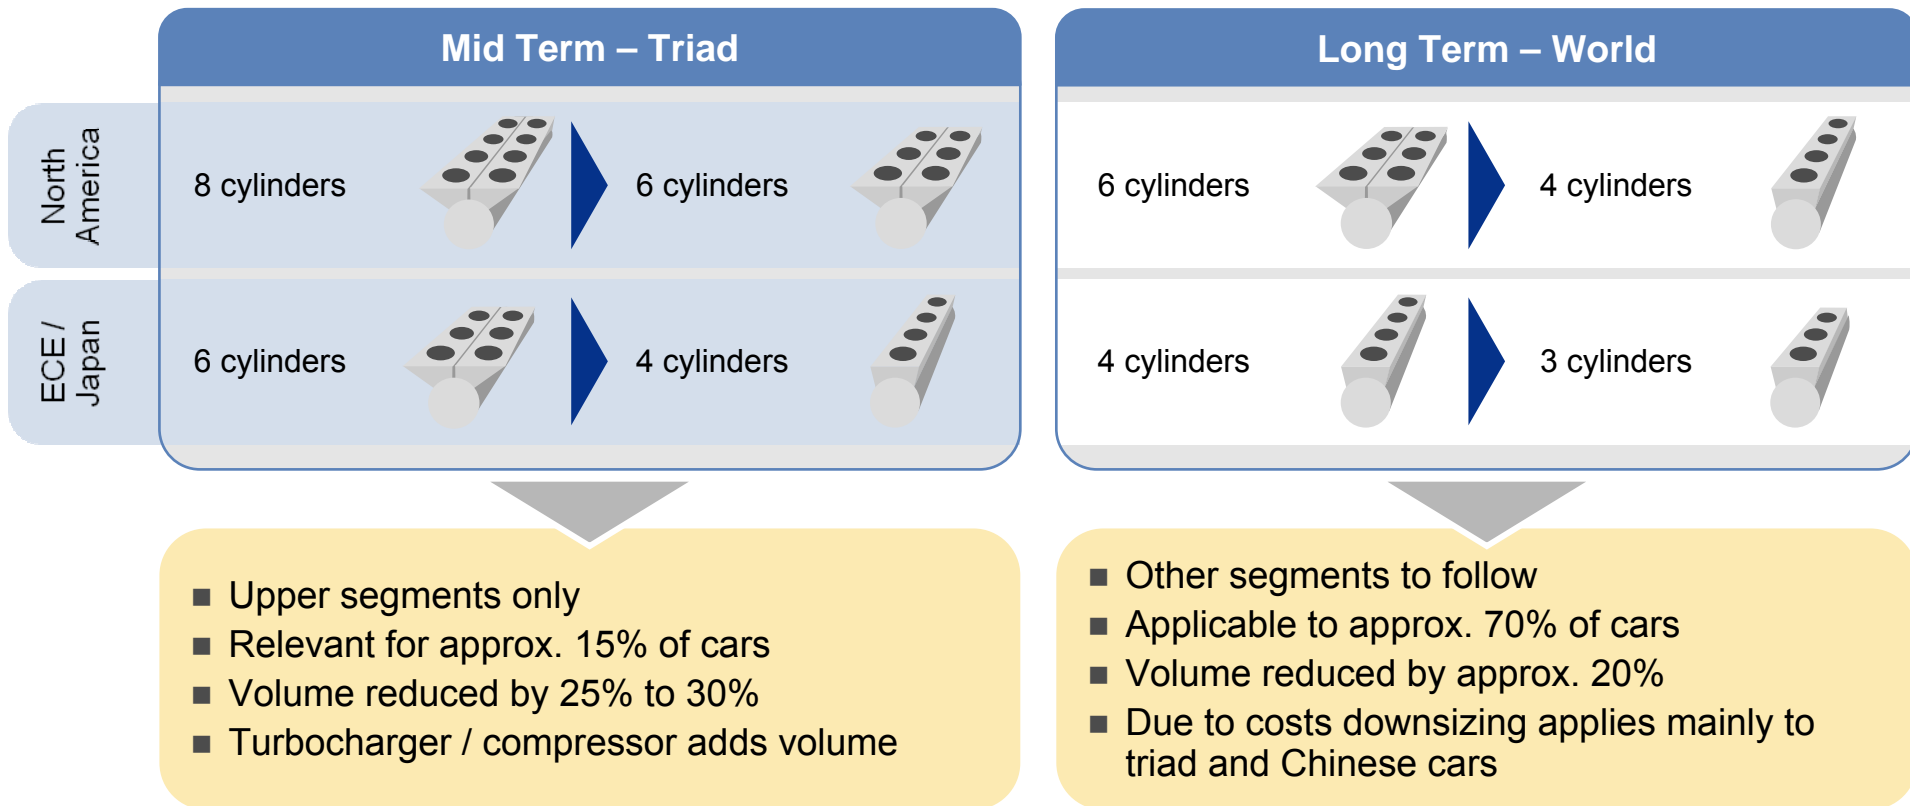 Mid Term – Triad
Long Term – World
North
America
8 cylinders
6 cylinders
6 cylinders
4 cylinders
ECE /
Japan
6 cylinders
4 cylinders
4 cylinders
3 cylinders
■ Upper segments only
■ Relevant for approx. 15% of cars
■ Volume reduced by 25% to 30%
■ Turbocharger / compressor adds volume
■ Other segments to follow
■ Applicable to approx. 70% of cars
■ Volume reduced by approx. 20%
■ Due to costs downsizing applies mainly to
triad and Chinese cars